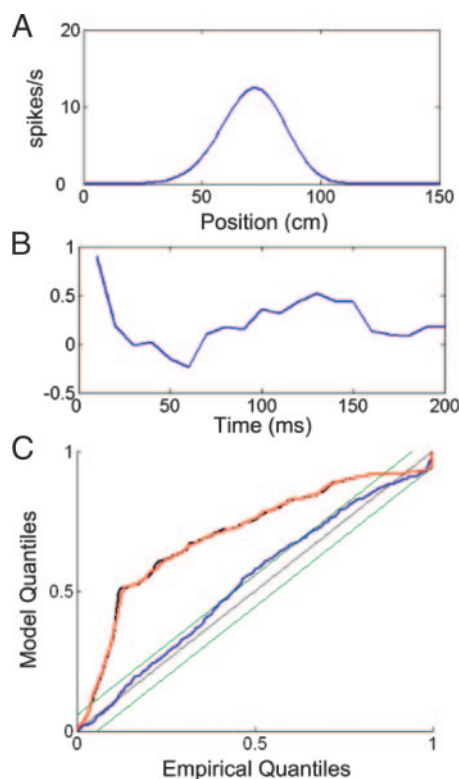 A
20
10
0
spikes/s
0 50 100 150
Position (cm)
B
1
0.5
0
-0.5
0 50 100 150 200
Time (ms)
C
1
0.5
0
Model Quantiles
0 0.5 1
Empirical Quantiles